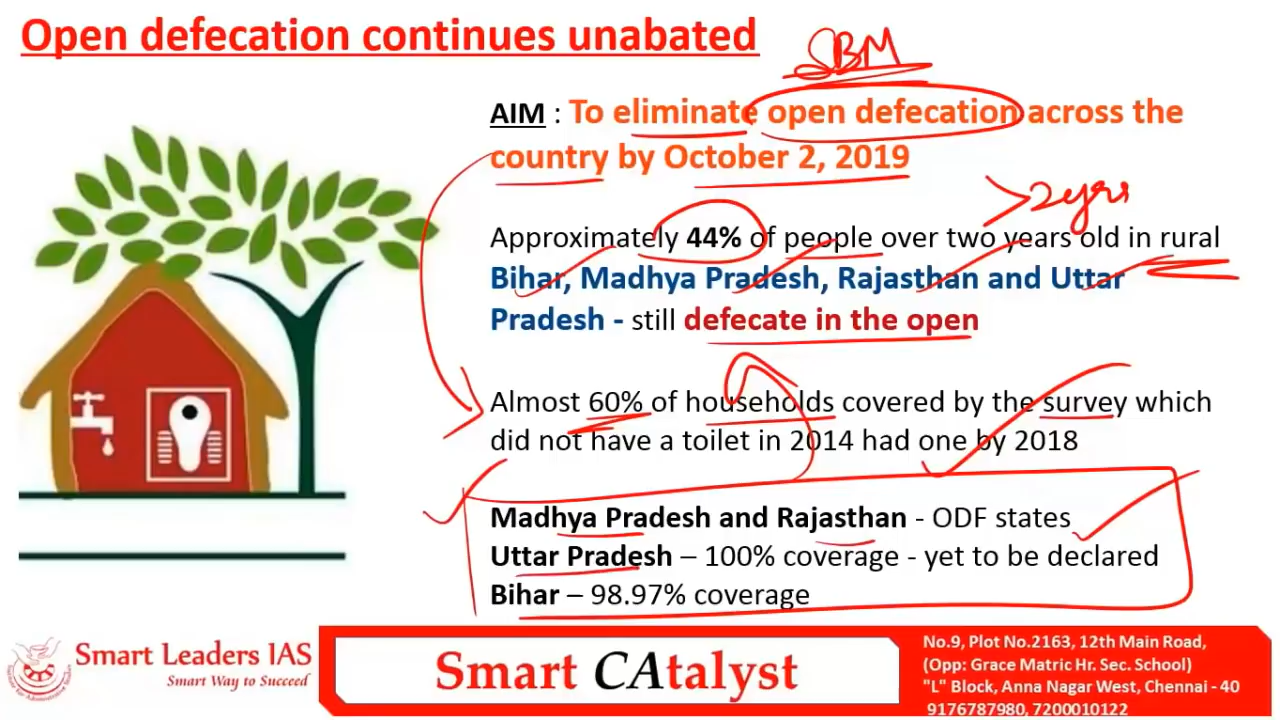 Open defecation continues unabated
SBM
AIM : To eliminate open defecation across the
country by October 2, 2019
>2yrs
Approximately 44% of people over two years old in rural
Bihar, Madhya Pradesh, Rajasthan and Uttar
Pradesh - still defecate in the open
Almost 60% of households covered by the survey which
did not have a toilet in 2014 had one by 2018
Madhya Pradesh and Rajasthan - ODF states
Uttar Pradesh – 100% coverage - yet to be declared
Bihar – 98.97% coverage
Smart Leaders IAS
Smart Way to Succeed
Smart CAtalyst
No.9, Plot No.2163, 12th Main Road,
(Opp: Grace Matric Hr. Sec. School)
"L" Block, Anna Nagar West, Chennai - 40
9176787980, 7200010122